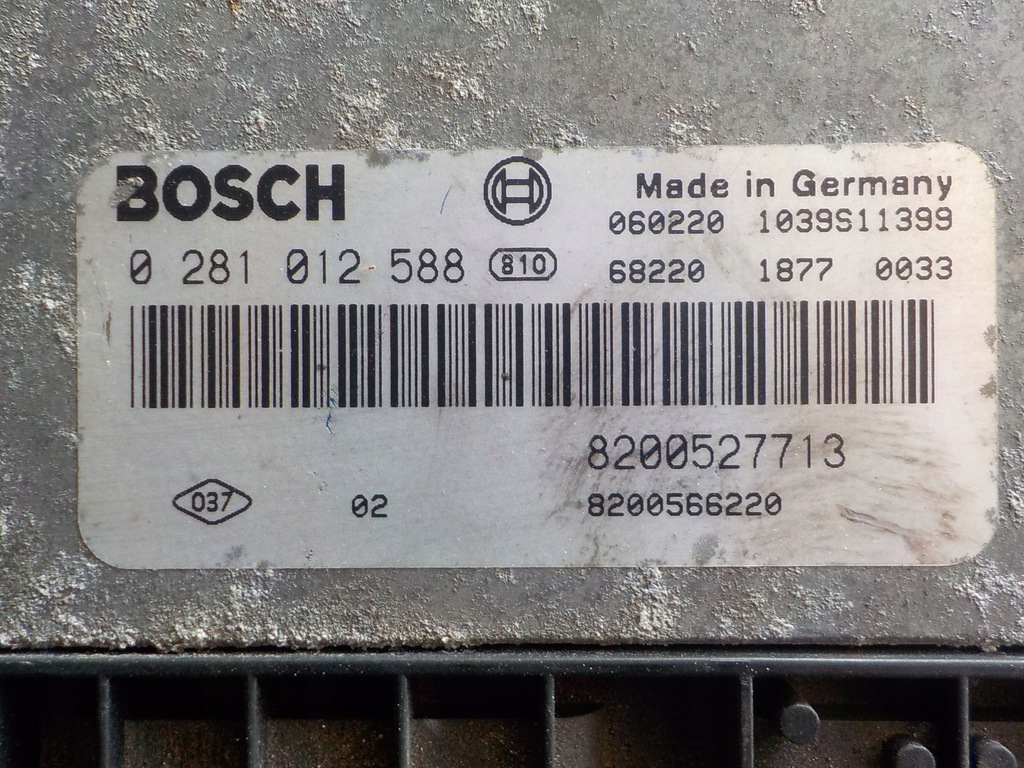 BOSCH
Made in Germany
060220 1039S11399
0 281 012 588 810
68220 1877 0033
8200527713
037 02 8200566220